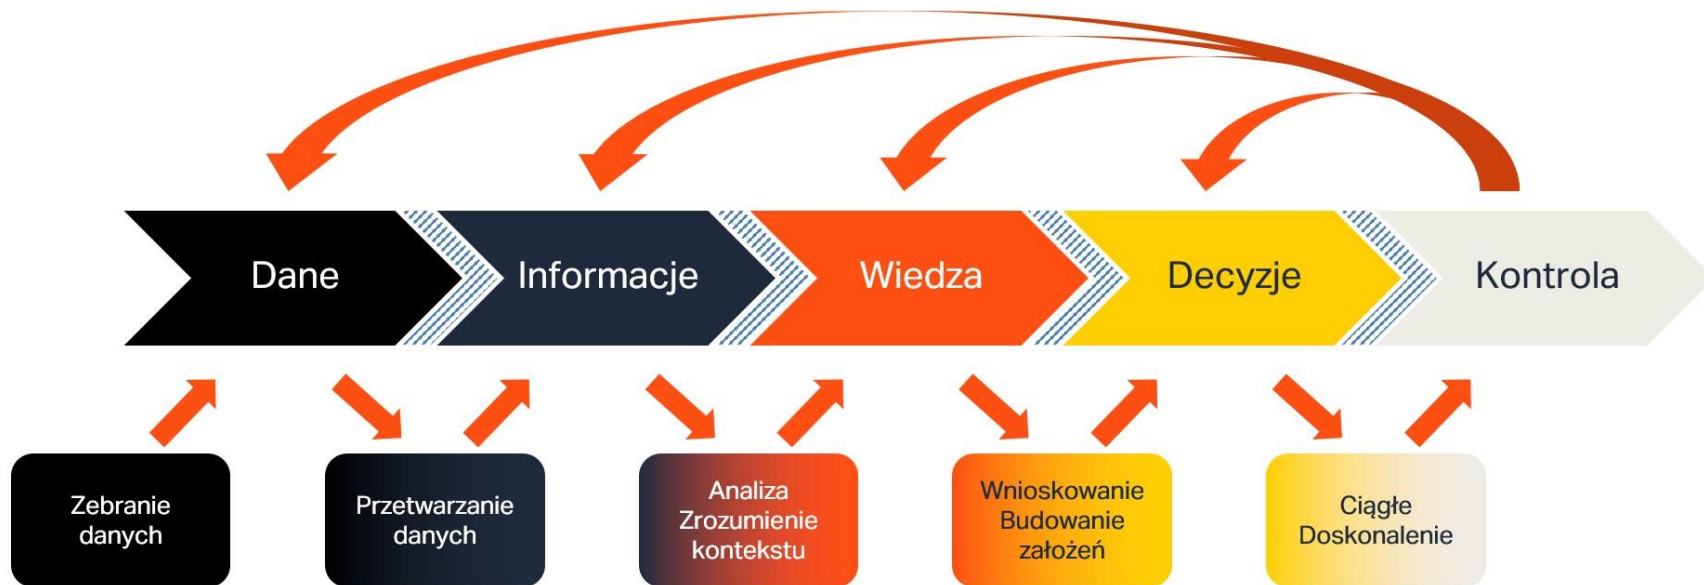 Dane
Informacje
Wiedza
Decyzje
Kontrola
Zebranie
danych
Przetwarzanie
danych
Analiza
Zrozumienie
kontekstu
Wnioskowanie
Budowanie
założeń
Ciągłe
Doskonalenie